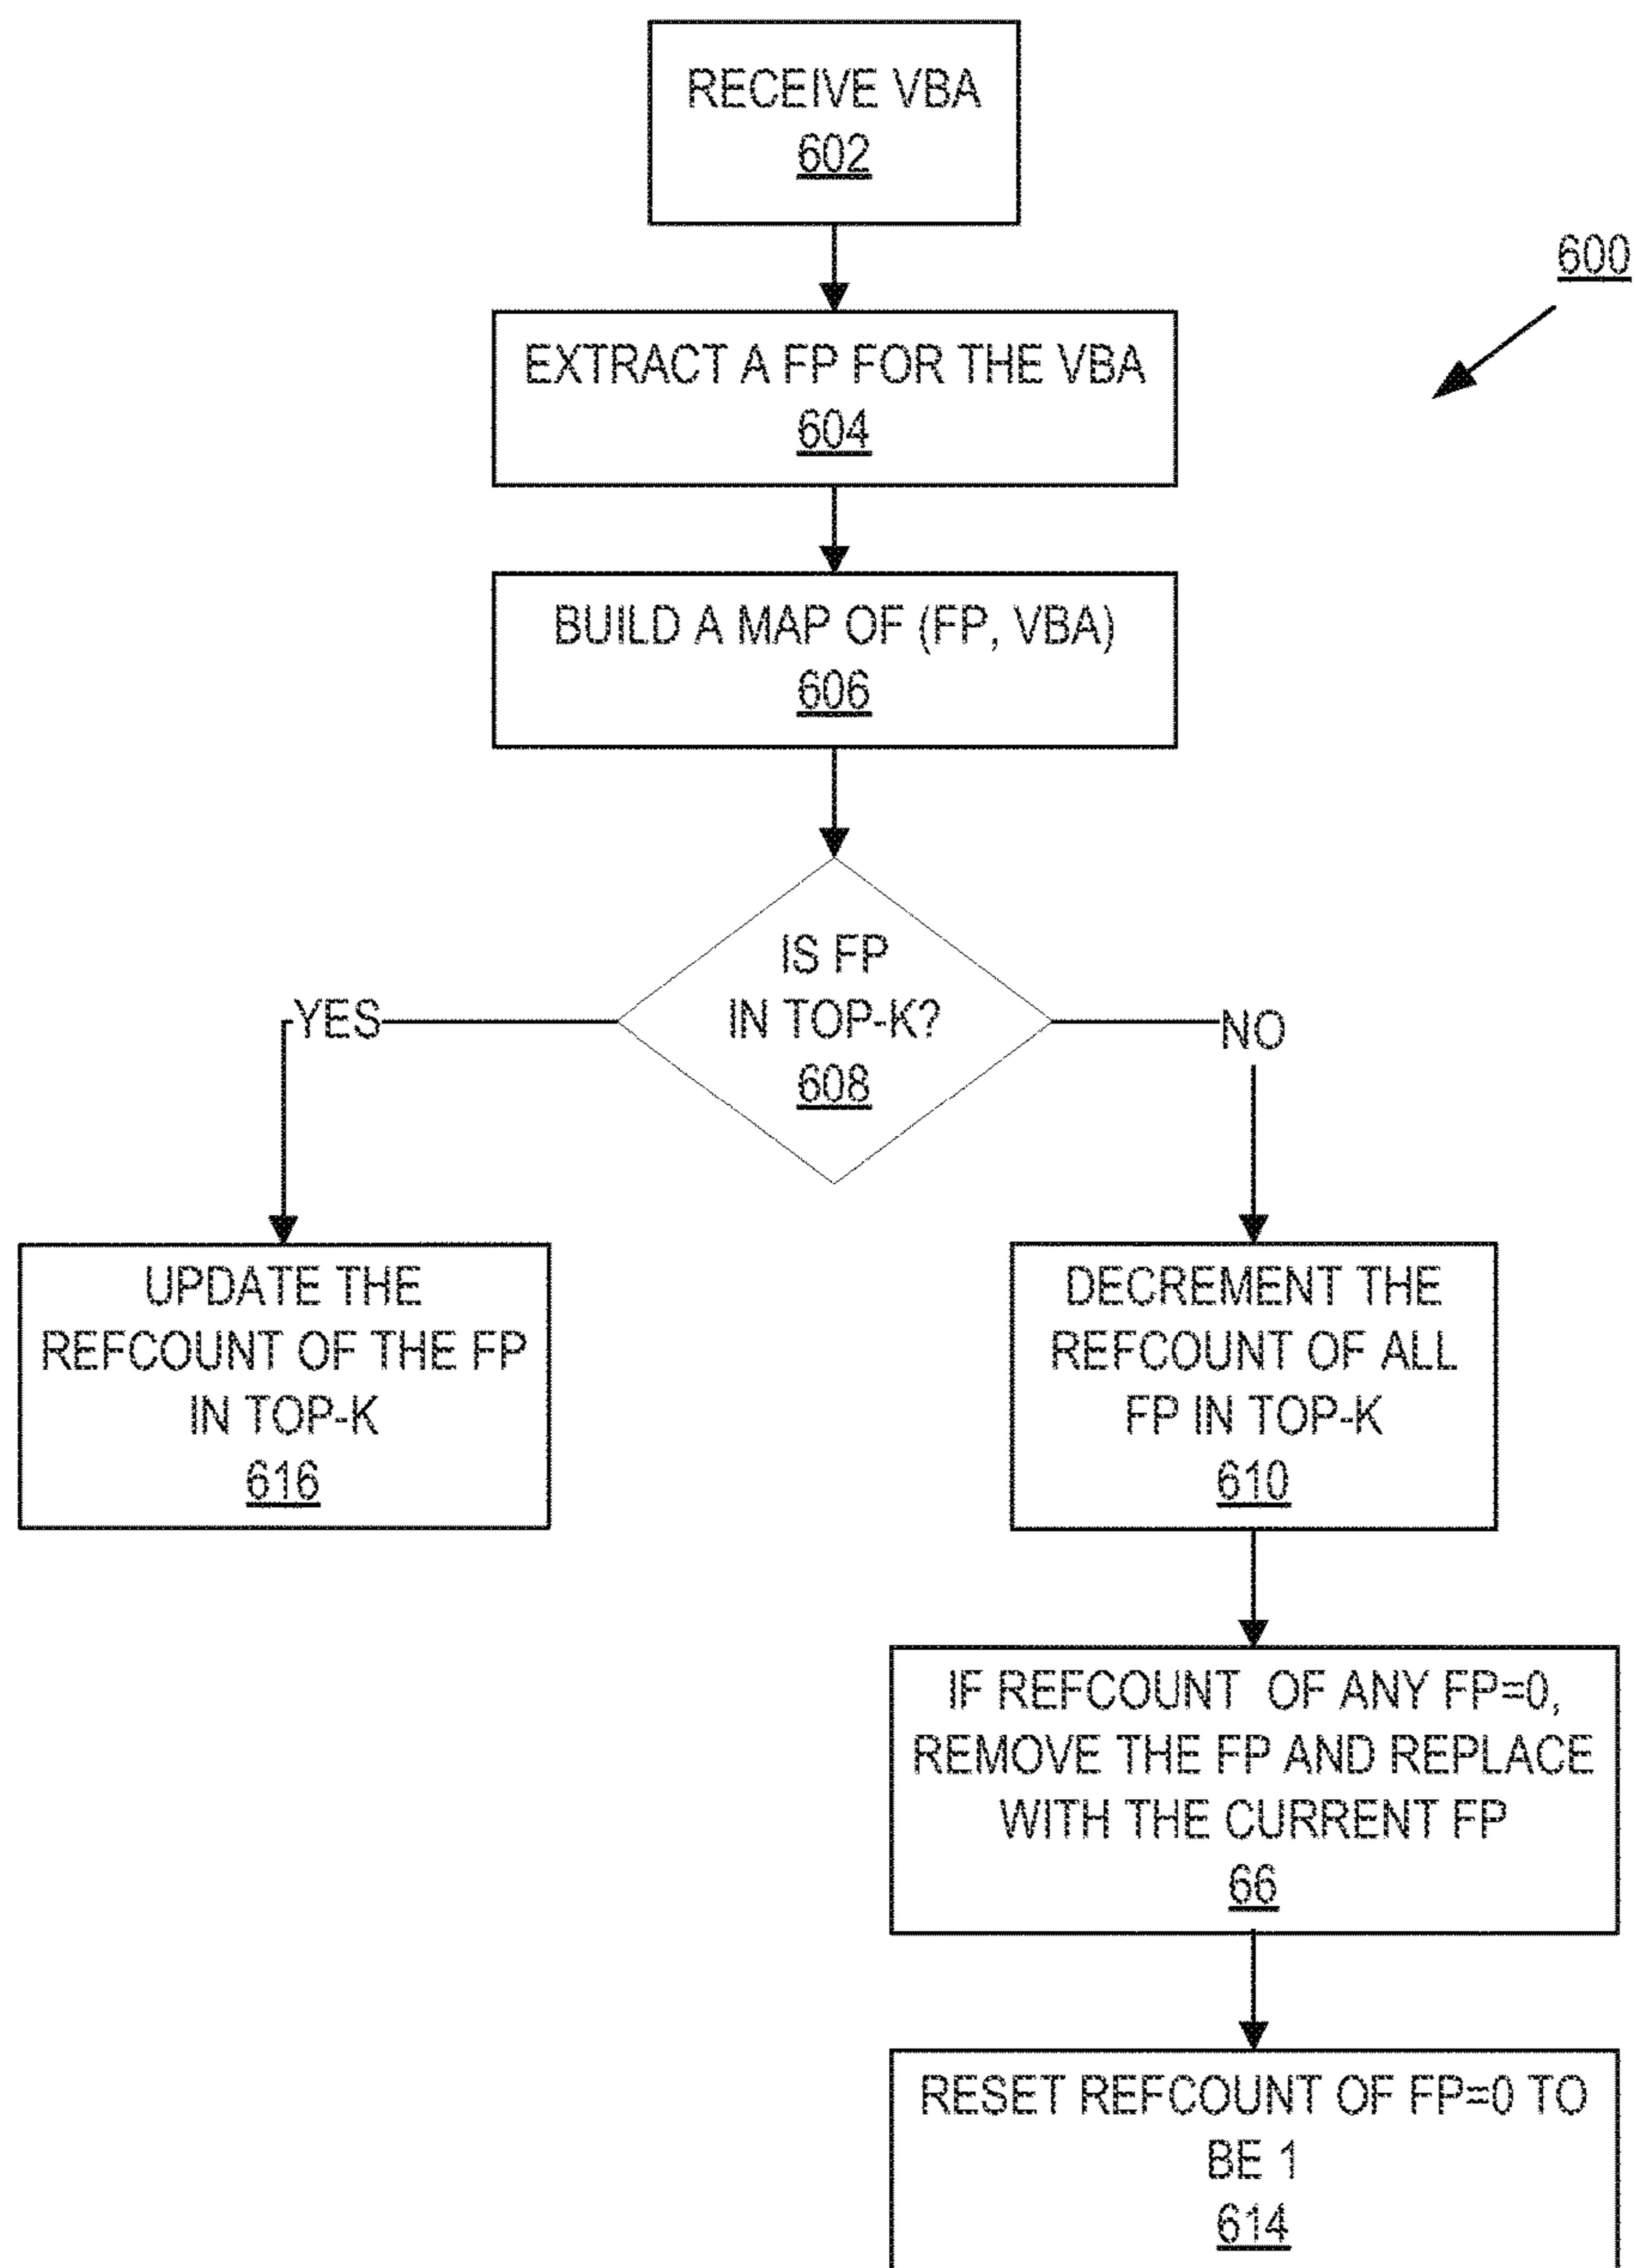 RECEIVE VBA
602
600
EXTRACT A FP FOR THE VBA
604
BUILD A MAP OF (FP, VBA)
606
IS FP
IN TOP-K?
608
YES
NO
UPDATE THE
REFCOUNT OF THE FP
IN TOP-K
616
DECREMENT THE
REFCOUNT OF ALL
FP IN TOP-K
610
IF REFCOUNT OF ANY FP=0,
REMOVE THE FP AND REPLACE
WITH THE CURRENT FP
66
RESET REFCOUNT OF FP=0 TO
BE 1
614